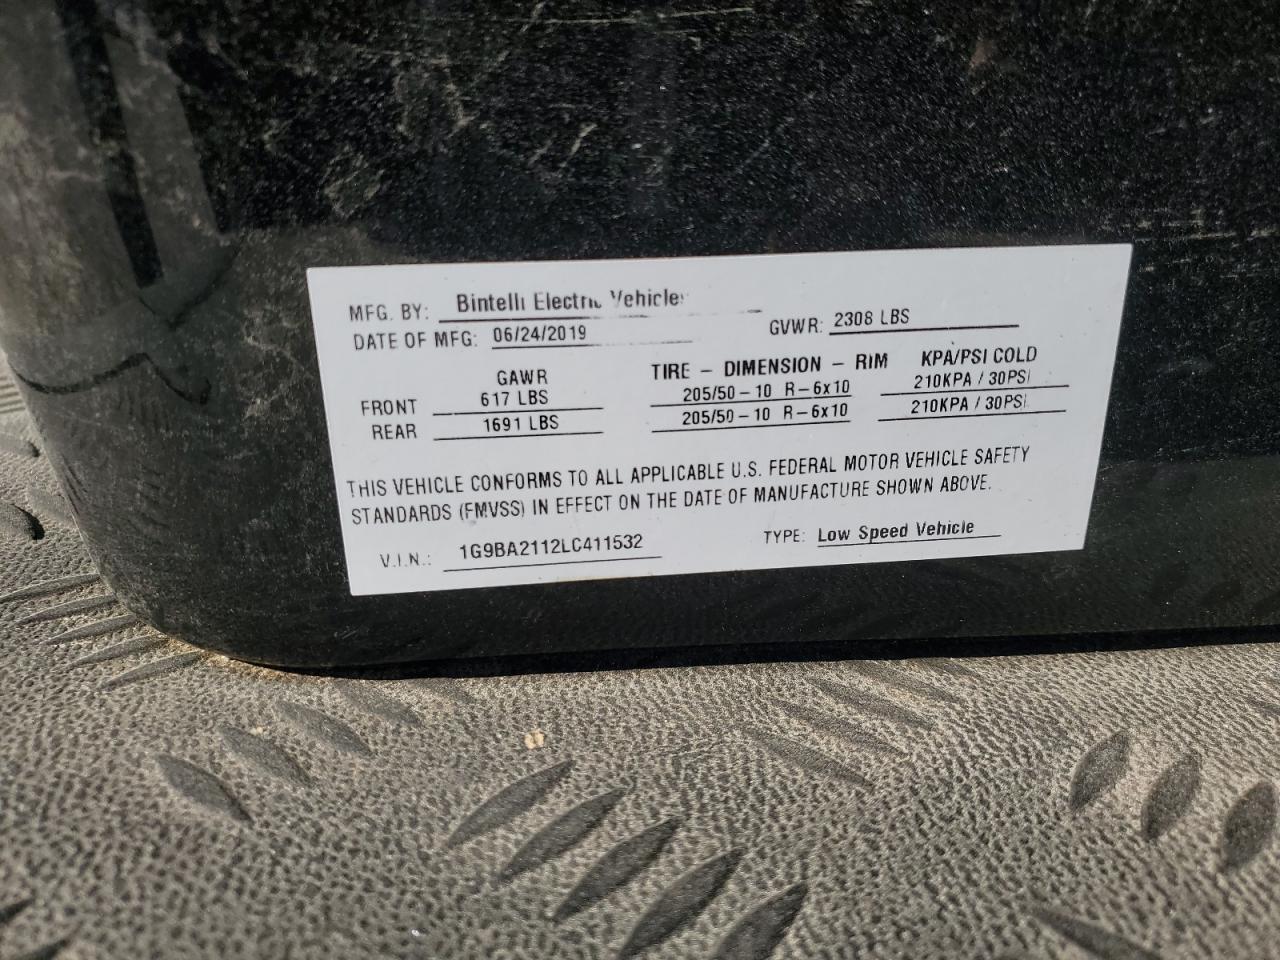 MFG. BY: Bintelli Electric Vehicles
DATE OF MFG: 06/24/2019 GVWR: 2308 LBS
GAWR TIRE – DIMENSION – RIM KPA/PSI COLD
FRONT 617 LBS 205/50–10 R–6x10 210KPA / 30PSI
REAR 1691 LBS 205/50–10 R–6x10 210KPA / 30PSI
THIS VEHICLE CONFORMS TO ALL APPLICABLE U.S. FEDERAL MOTOR VEHICLE SAFETY
STANDARDS (FMVSS) IN EFFECT ON THE DATE OF MANUFACTURE SHOWN ABOVE.
V.I.N.: 1G9BA2112LC411532 TYPE: Low Speed Vehicle